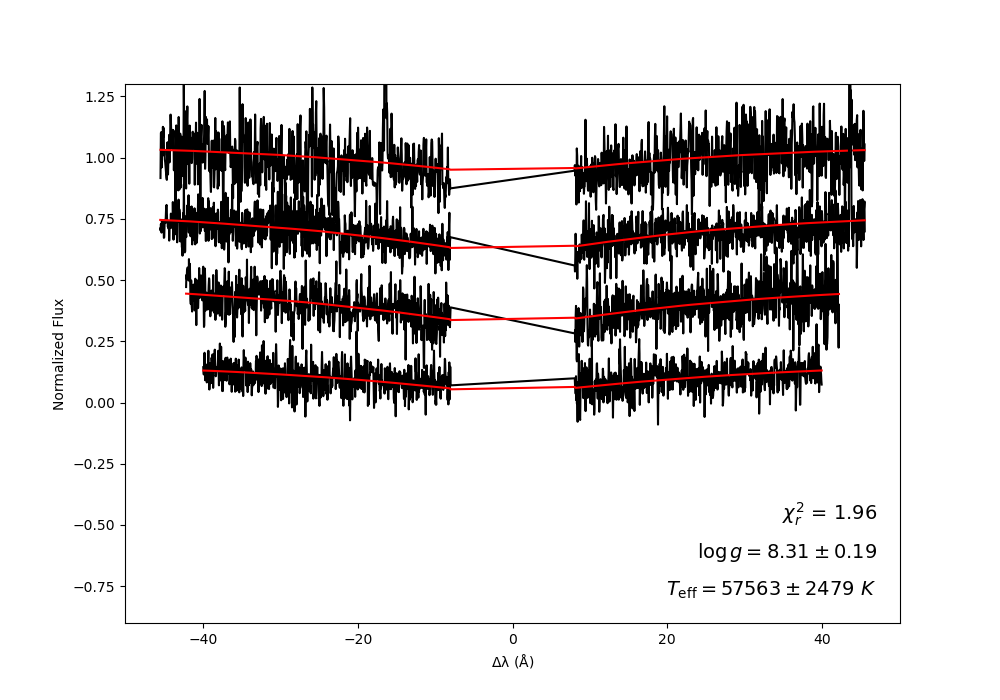 1.25
1.00
0.75
0.50
0.25
0.00
−0.25
−0.50
−0.75
Normalized Flux
χ²ᵣ = 1.96
log g = 8.31 ± 0.19
T_eff = 57563 ± 2479 K
−40 −20 0 20 40
Δλ (Å)